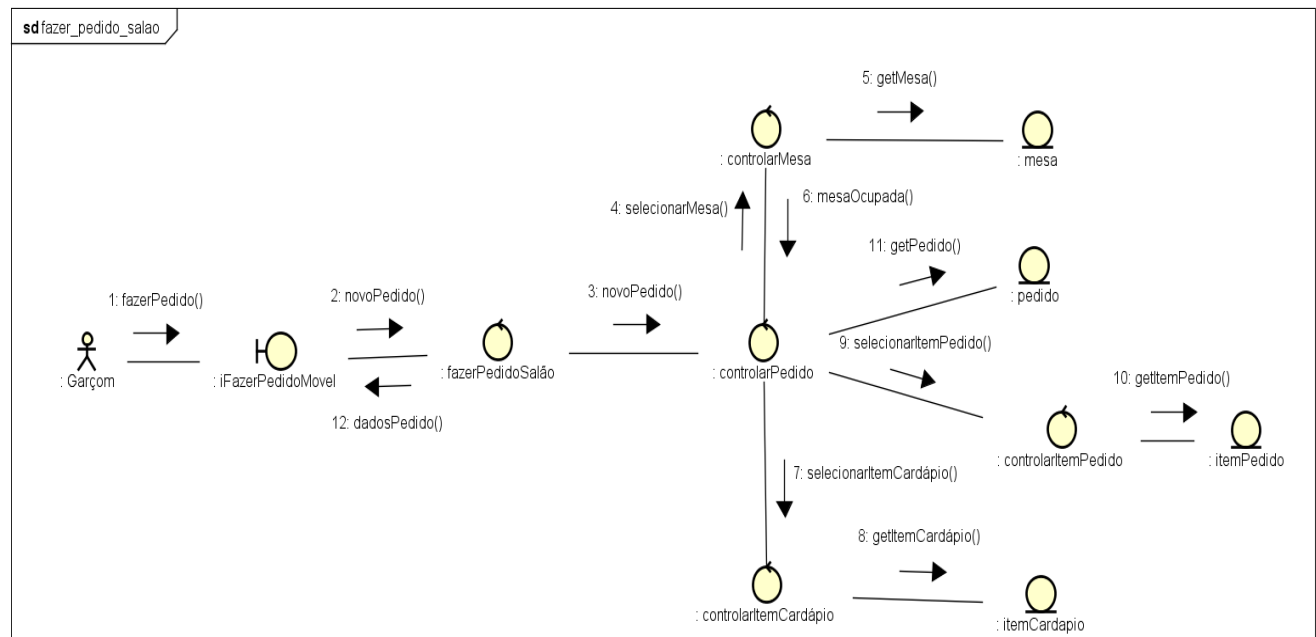 sd fazer_pedido_salao
5: getMesa()
: controlarMesa
: mesa
4: selecionarMesa()
6: mesaOcupada()
11: getPedido()
: pedido
1: fazerPedido()
2: novoPedido()
3: novoPedido()
: Garçom
: iFazerPedidoMovel
: fazerPedidoSalão
: controlarPedido
9: selecionarItemPedido()
12: dadosPedido()
10: getItemPedido()
: controlarItemPedido
: itemPedido
7: selecionarItemCardápio()
8: getItemCardápio()
: controlarItemCardápio
: itemCardapio